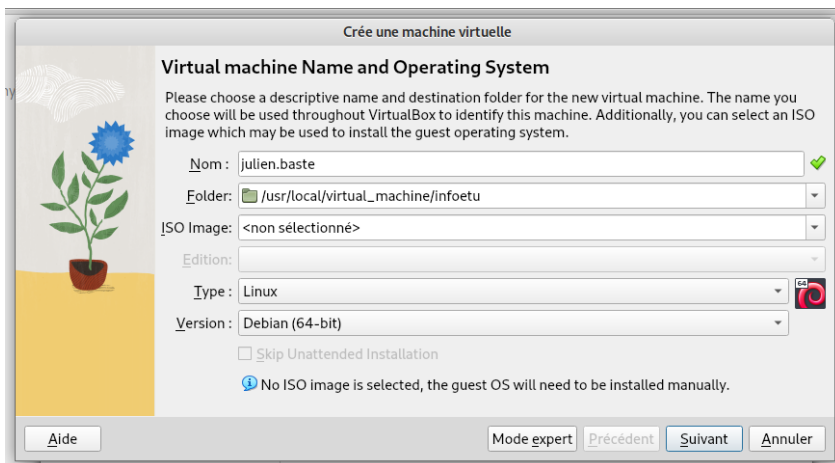 Crée une machine virtuelle
Virtual machine Name and Operating System
Please choose a descriptive name and destination folder for the new virtual machine. The name you
choose will be used throughout VirtualBox to identify this machine. Additionally, you can select an ISO
image which may be used to install the guest operating system.
Nom : julien.baste
Folder: /usr/local/virtual_machine/infoetu
ISO Image: <non sélectionné>
Edition:
Type : Linux
64
Version : Debian (64-bit)
Skip Unattended Installation
No ISO image is selected, the guest OS will need to be installed manually.
Aide Mode expert Précédent Suivant Annuler